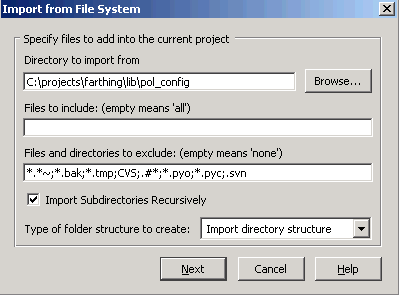 Import from File System
Specify files to add into the current project
Directory to import from
C:\projects\farthing\lib\pol_config
Browse...
Files to include: (empty means 'all')
Files and directories to exclude: (empty means 'none')
*.*~;*.bak;*.tmp;CVS;.#*;*.pyo;*.pyc;.svn
Import Subdirectories Recursively
Type of folder structure to create: Import directory structure
Next Cancel Help